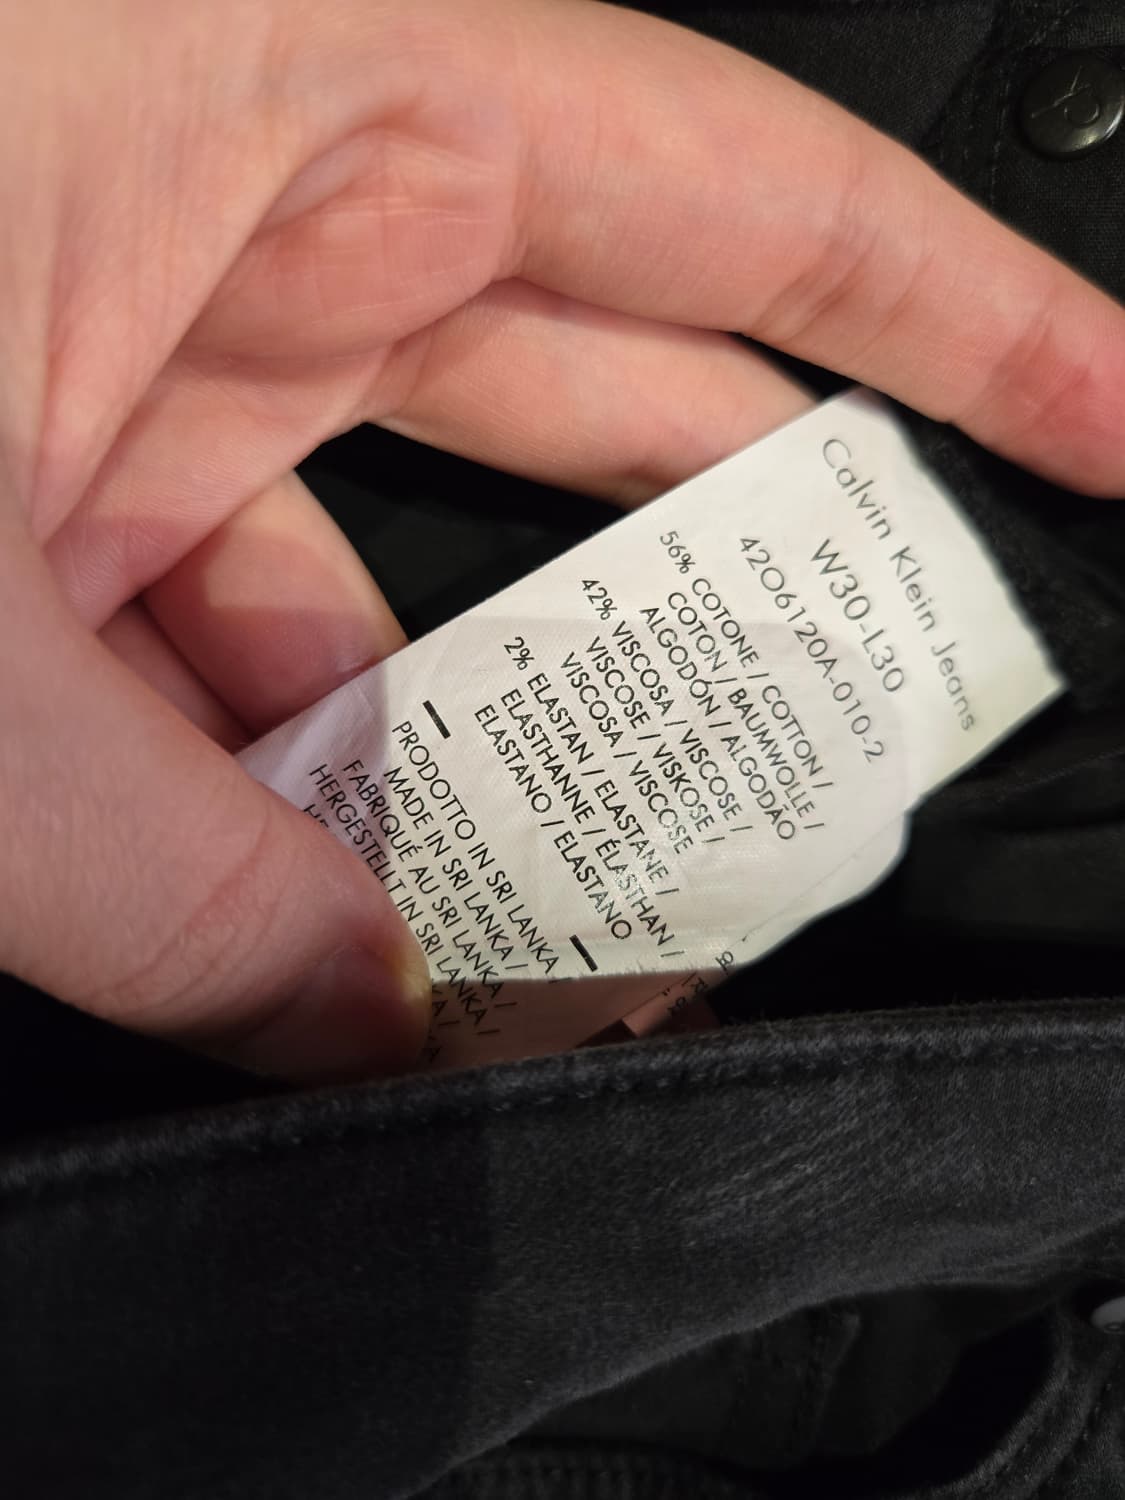 Calvin Klein Jeans
W30-L30
42O6120A-010-2
56% COTONE / COTTON /
COTON / BAUMWOLLE /
ALGODÓN / ALGODÃO
42% VISCOSA / VISCOSE /
VISCOSE / VISKOSE /
VISCOSA / VISCOSE
2% ELASTAN / ELASTANE /
ELASTHANNE / ÉLASTHAN /
ELASTANO / ELASTANO
PRODOTTO IN SRI LANKA /
MADE IN SRI LANKA /
FABRIQUÉ AU SRI LANKA /
HERGESTELLT IN SRI LANKA /